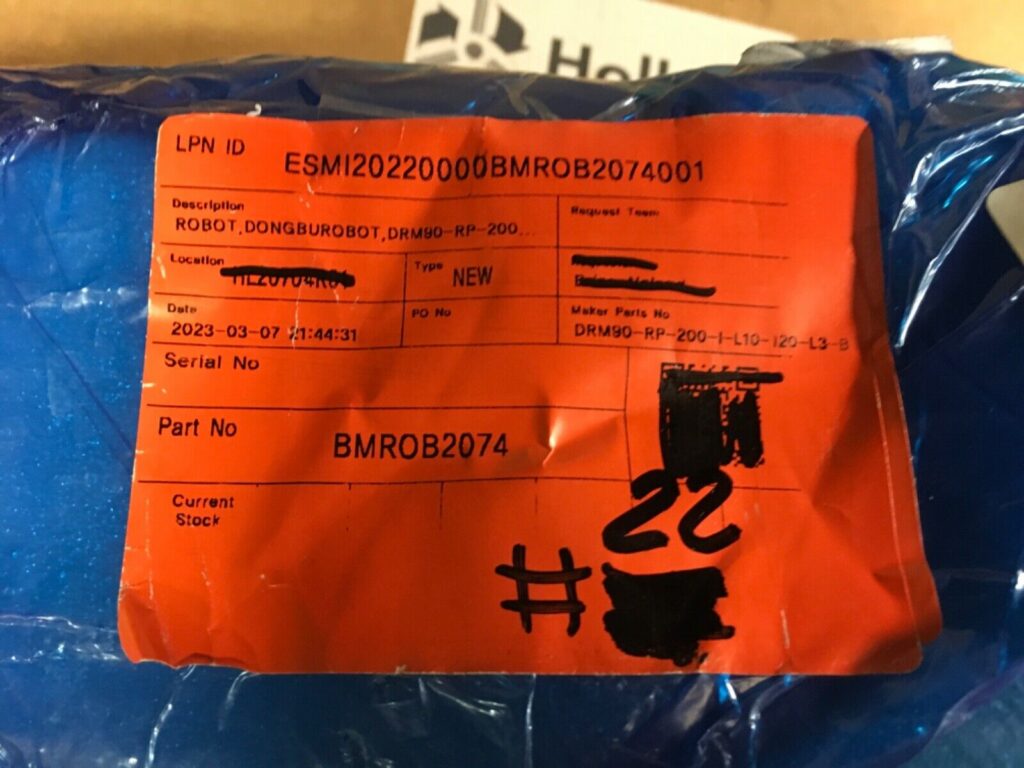 LPN ID
ESMI20220000BMROB2074001
Description
ROBOT,DONGBUROBOT,DRM90-RP-200...
Request Team
Location
Type
NEW
Date
2023-03-07 21:44:31
PO No
Maker Parts No
DRM90-RP-200-I-L10-I20-L3-B
Serial No
Part No
BMROB2074
Current
Stock
22
#